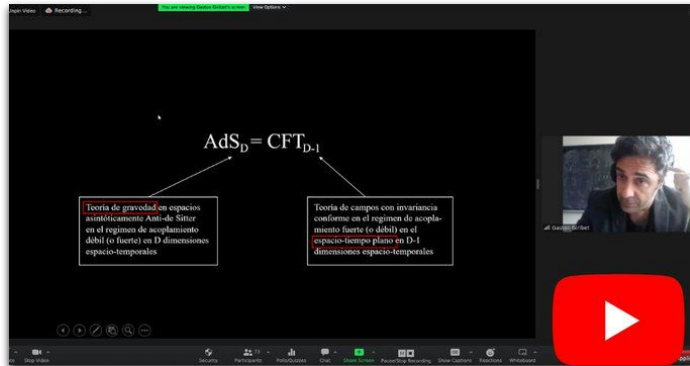 Unpin Video
Recording...
You are viewing Gaston Giribet's screen
View Options
AdS_D = CFT_D-1
Teoría de gravedad en espacios
asintóticamente Anti-de Sitter
en el regimen de acoplamiento
débil (o fuerte) en D dimensiones
espacio-temporales
Teoría de campos con invariancia
conforme en el regimen de acopla-
miento fuerte (o débil) en el
espacio-tiempo plano en D-1
dimensiones espacio-temporales
Gaston Giribet
Stop Video
Security
Participants
Polls/Quizzes
Chat
Share Screen
Pause/Stop Recording
Show Captions
Reactions
Whiteboard